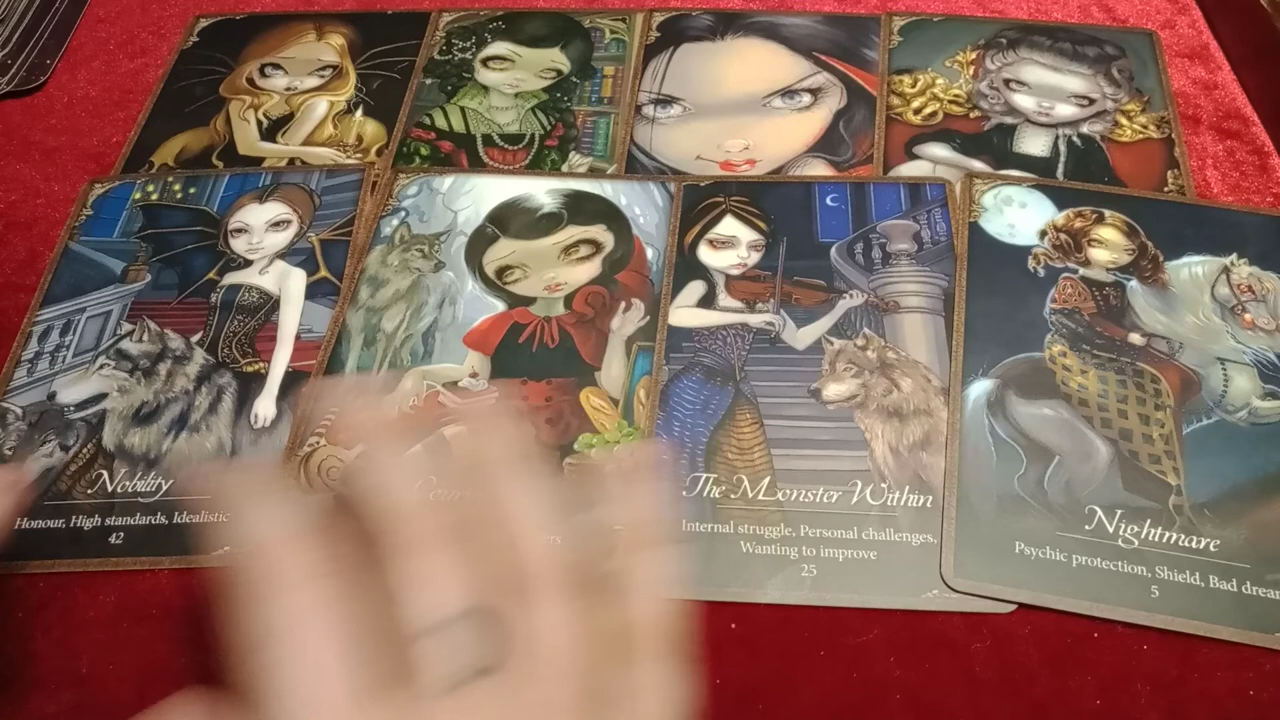 Nobility
Honour, High standards, Idealistic
42
The Monster Within
Internal struggle, Personal challenges,
Wanting to improve
25
Nightmare
Psychic protection, Shield, Bad
5